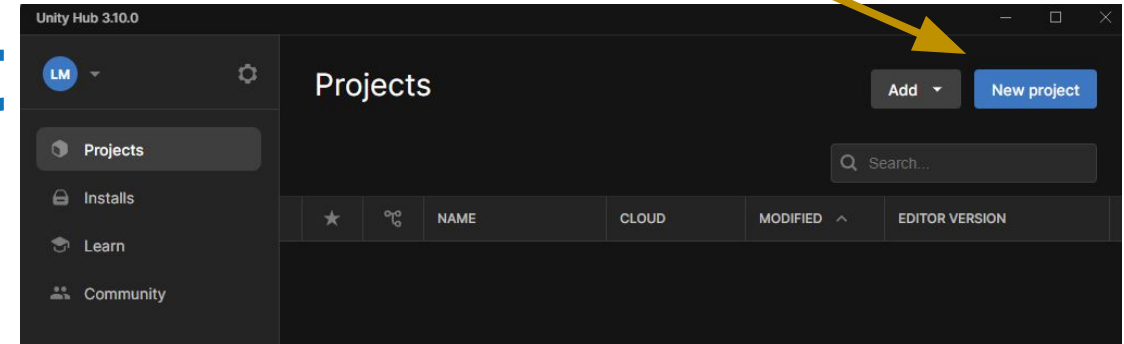 Unity Hub 3.10.0
LM
Projects
Add
New project
Projects
Search...
Installs
NAME CLOUD MODIFIED EDITOR VERSION
Learn
Community